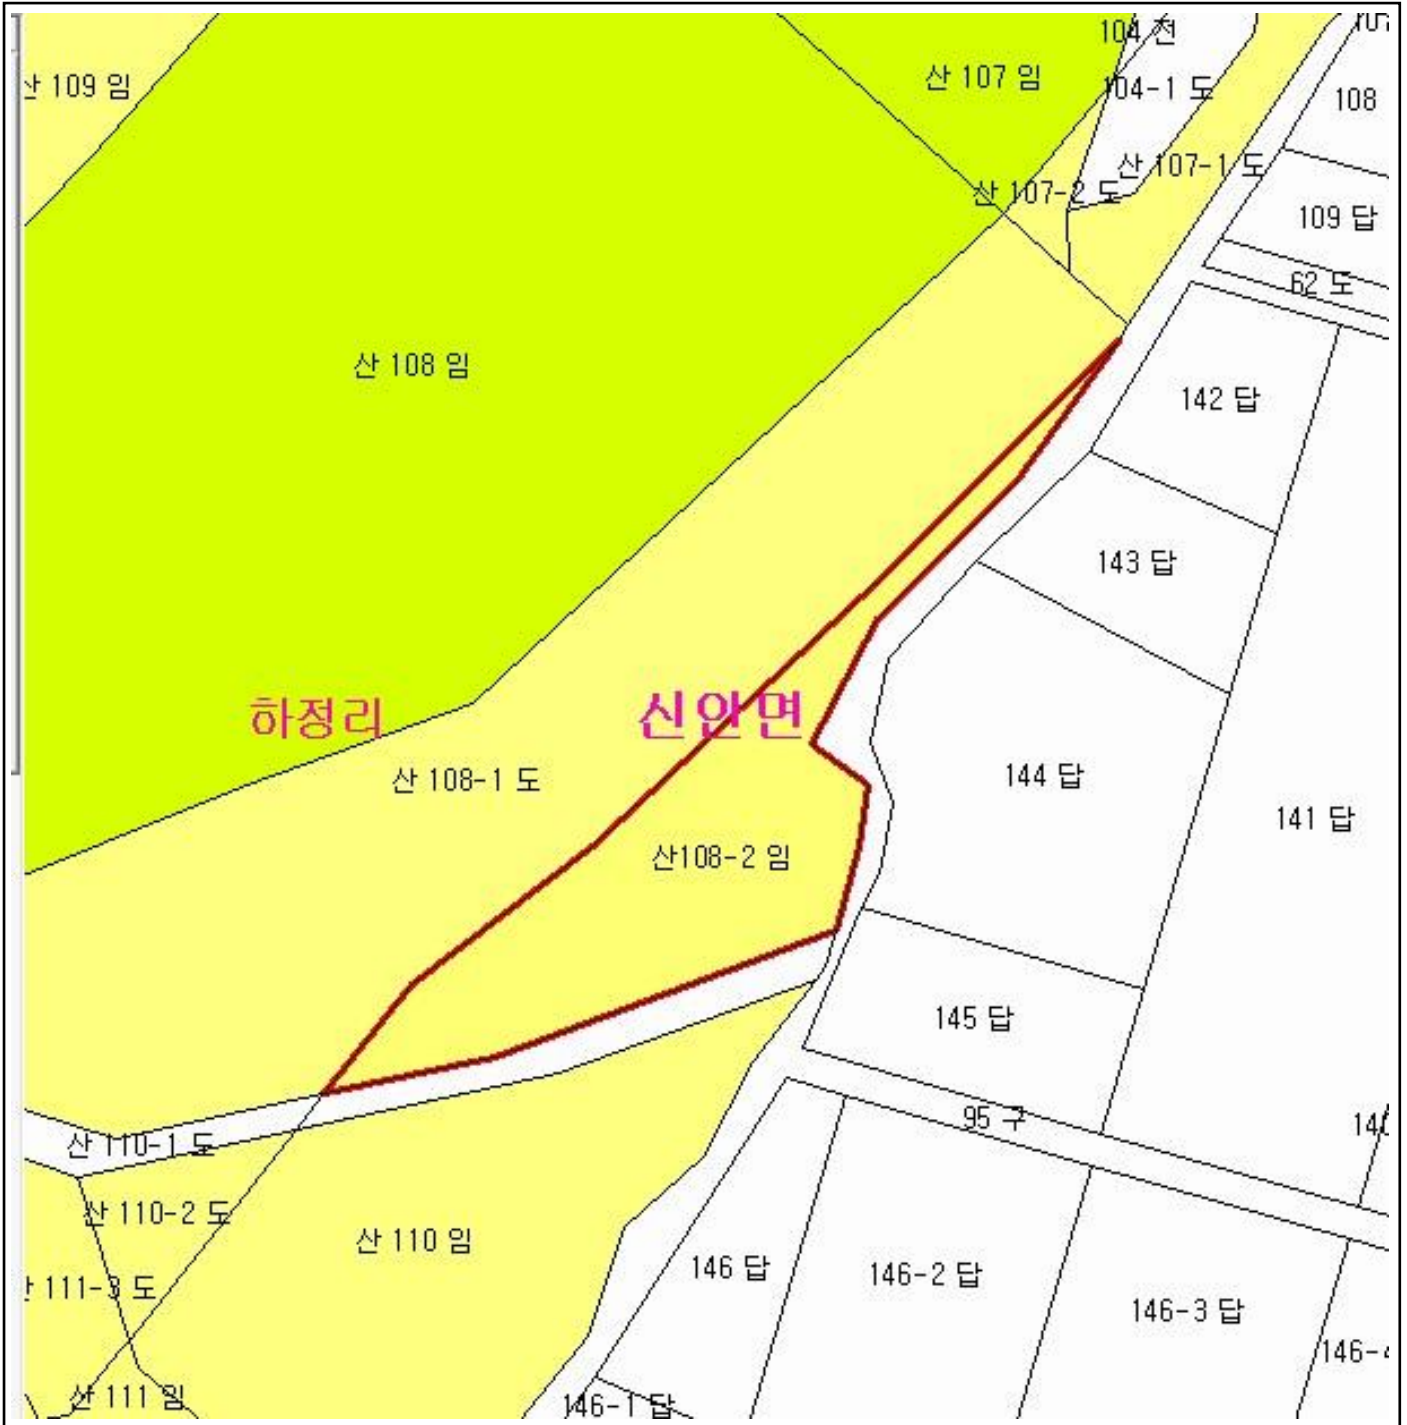 104 전
산 107 임
산 109 임
104-1 도
108
산 107-1 도
산 107-2 도
109 답
62 도
산 108 임
142 답
143 답
하정리
신안면
산 108-1 도
144 답
141 답
산108-2 임
145 답
95 구
산 110-1 도
산 110-2 도
산 110 임
146 답
146-2 답
111-3 도
146-3 답
산 111 임
146-1 답